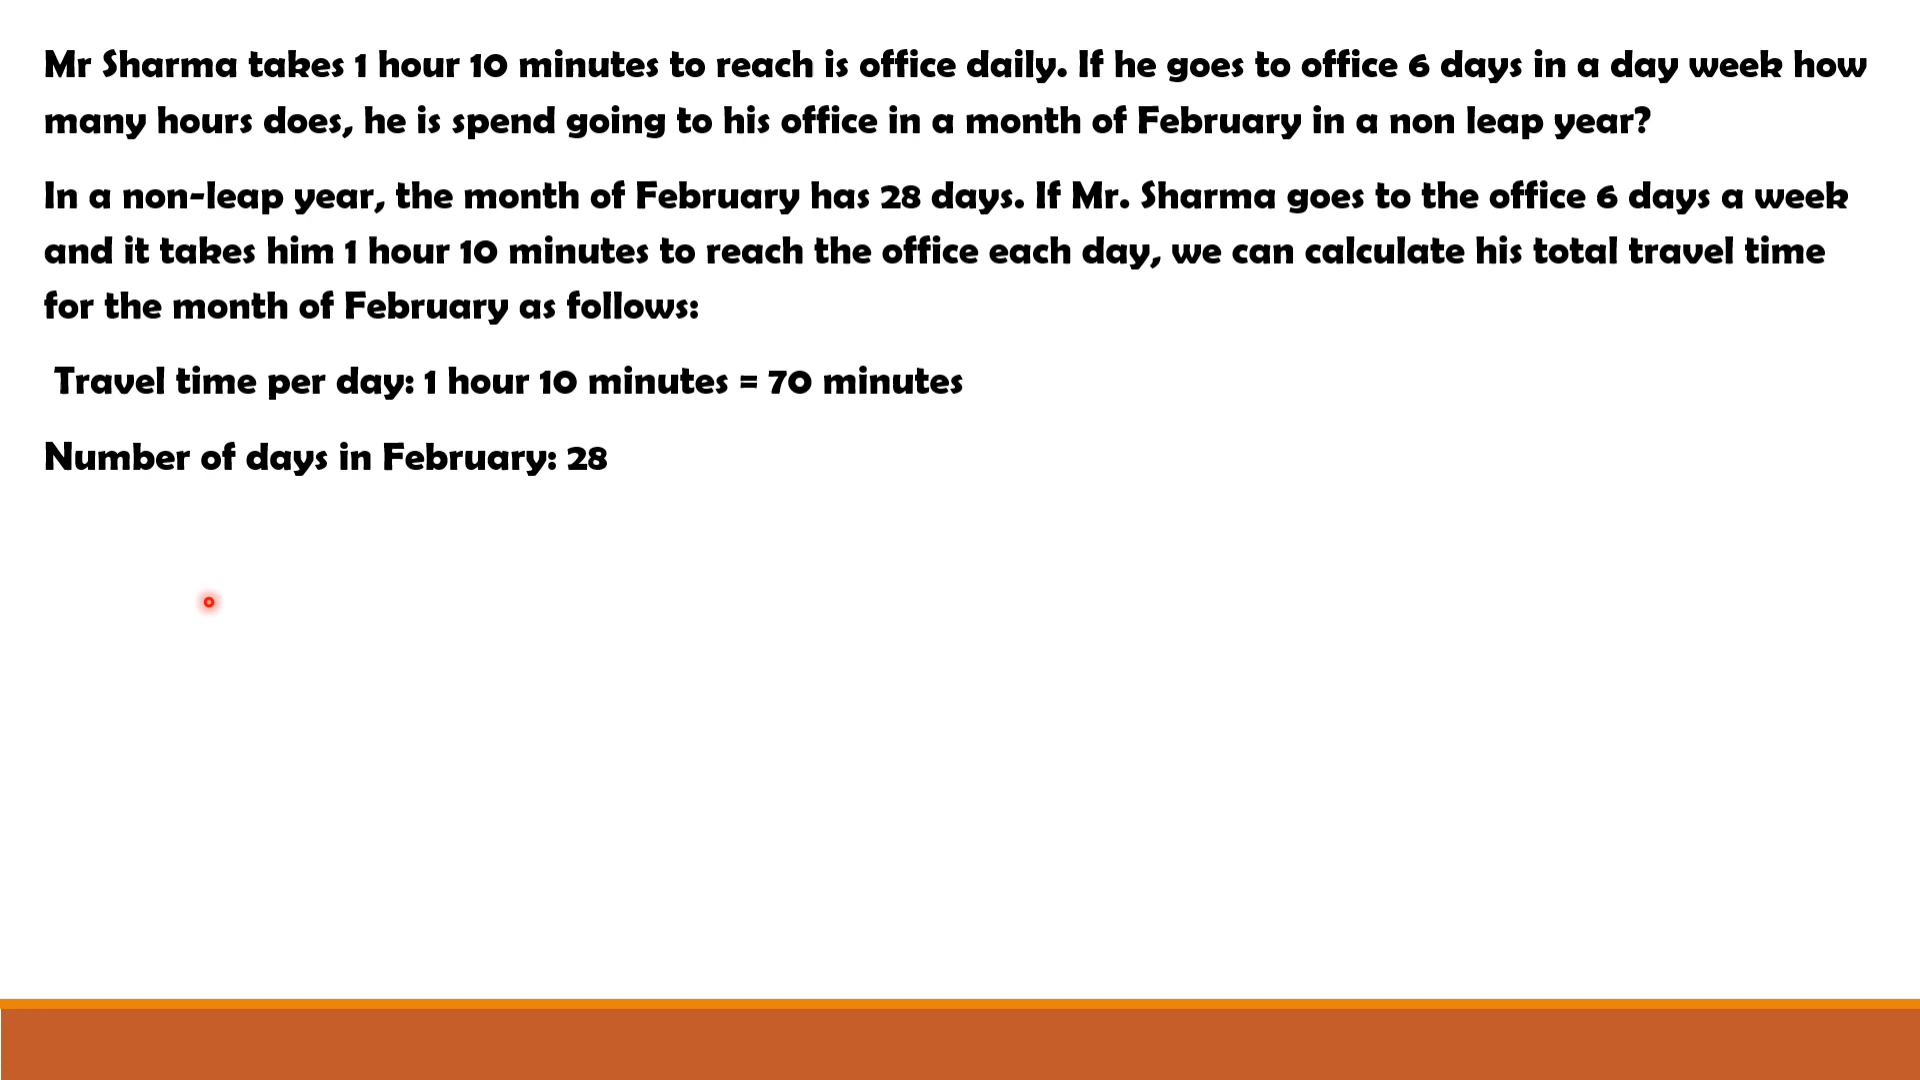 Mr Sharma takes 1 hour 10 minutes to reach is office daily. If he goes to office 6 days in a day week how
many hours does, he is spend going to his office in a month of February in a non leap year?
In a non-leap year, the month of February has 28 days. If Mr. Sharma goes to the office 6 days a week
and it takes him 1 hour 10 minutes to reach the office each day, we can calculate his total travel time
for the month of February as follows:
Travel time per day: 1 hour 10 minutes = 70 minutes
Number of days in February: 28